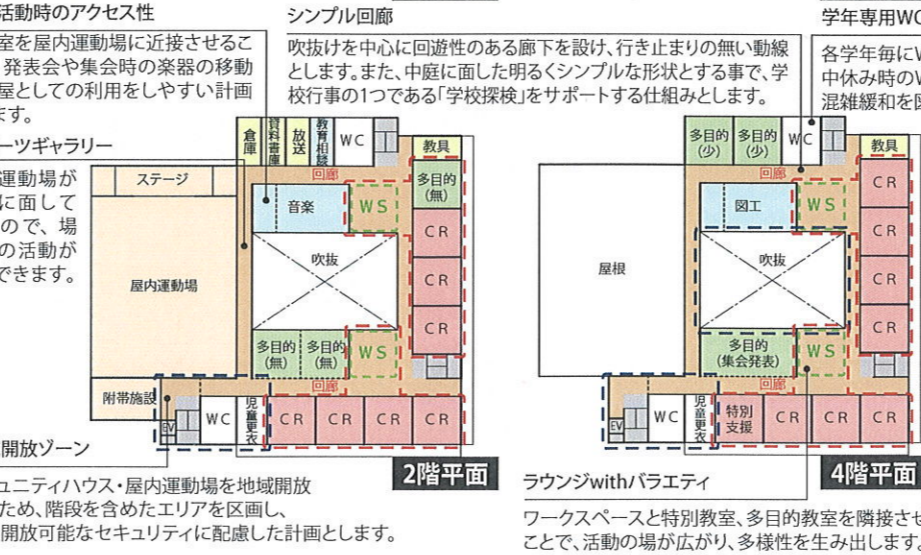 活動時のアクセス性
室を屋内運動場に近接させるこ
発表会や集会時の楽器の移動
屋としての利用をしやすい計画
ます。
ーツギャラリー
運動場が
に面して
ので、場
の活動が
できます。
シンプル回廊
吹抜けを中心に回遊性のある廊下を設け、行き止まりの無い動線
とします。また、中庭に面した明るくシンプルな形状とする事で、学
校行事の1つである「学校探検」をサポートする仕組みとします。
学年専用WC
各学年毎にW
中休み時のW
混雑緩和を図
倉庫
資料書庫
放送
教育相談
WC
教具
回廊
ステージ
音楽
WS
多目的
(無)
CR
CR
CR
屋内運動場
吹抜
多目的
(無)
多目的
(無)
WS
回廊
附帯施設
EV
WC
児童更衣
CR
CR
CR
CR
2階平面
開放ゾーン
ュニティハウス・屋内運動場を地域開放
ため、階段を含めたエリアを区画し、
開放可能なセキュリティに配慮した計画とします。
多目的
(少)
多目的
(少)
WC
教具
回廊
図工
WS
CR
CR
CR
CR
屋根
吹抜
多目的
(集会発表)
WS
回廊
EV
WC
児童更衣
特別
支援
CR
CR
CR
4階平面
ラウンジwithバラエティ
ワークスペースと特別教室、多目的教室を隣接させ
ことで、活動の場が広がり、多様性を生み出します。